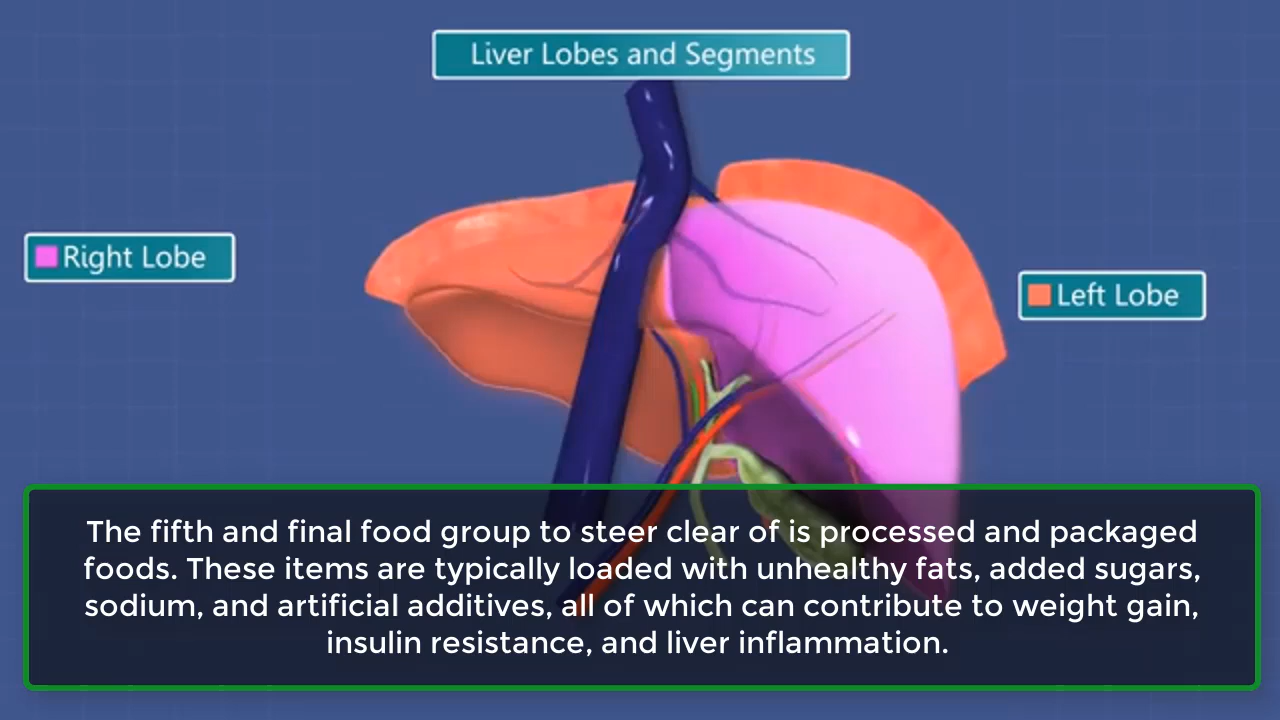 Liver Lobes and Segments
Right Lobe
Left Lobe
The fifth and final food group to steer clear of is processed and packaged
foods. These items are typically loaded with unhealthy fats, added sugars,
sodium, and artificial additives, all of which can contribute to weight gain,
insulin resistance, and liver inflammation.